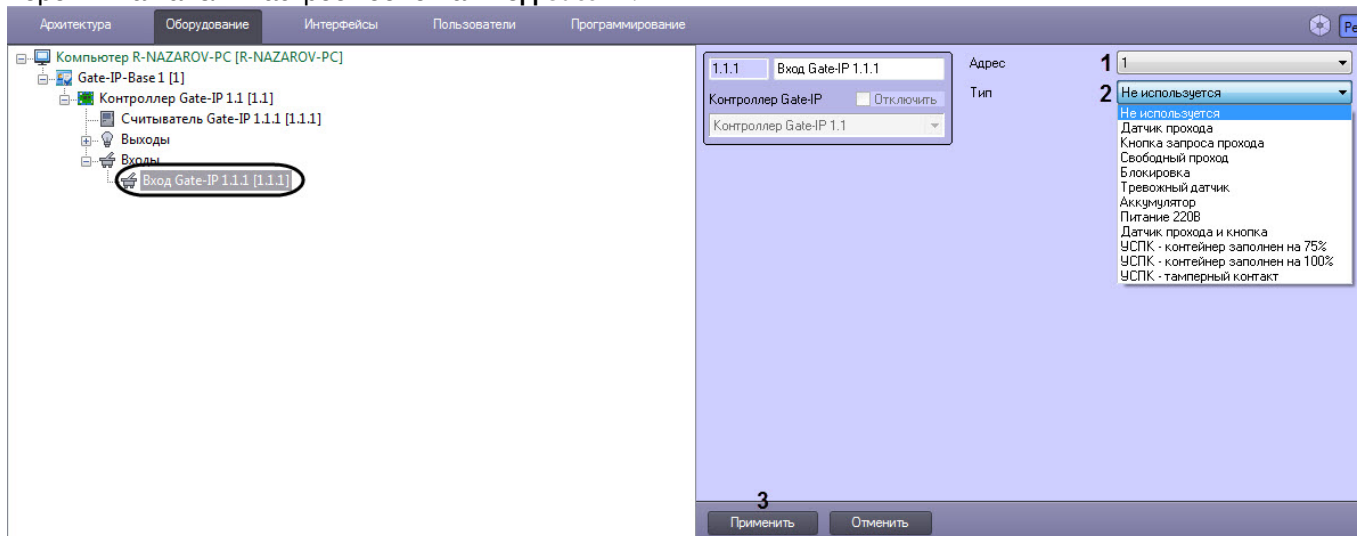 Архитектура Оборудование Интерфейсы Пользователи Программирование
Компьютер R-NAZAROV-PC [R-NAZAROV-PC]
Gate-IP-Base 1 [1]
Контроллер Gate-IP 1.1 [1.1]
Считыватель Gate-IP 1.1.1 [1.1.1]
Выходы
Входы
Вход Gate-IP 1.1.1 [1.1.1]
1.1.1 Вход Gate-IP 1.1.1
Контроллер Gate-IP Отключить
Контроллер Gate-IP 1.1
Адрес 1 1
Тип 2 Не используется
Не используется
Датчик прохода
Кнопка запроса прохода
Свободный проход
Блокировка
Тревожный датчик
Аккумулятор
Питание 220В
Датчик прохода и кнопка
УСПК - контейнер заполнен на 75%
УСПК - контейнер заполнен на 100%
УСПК - тамперный контакт
3
Применить Отменить